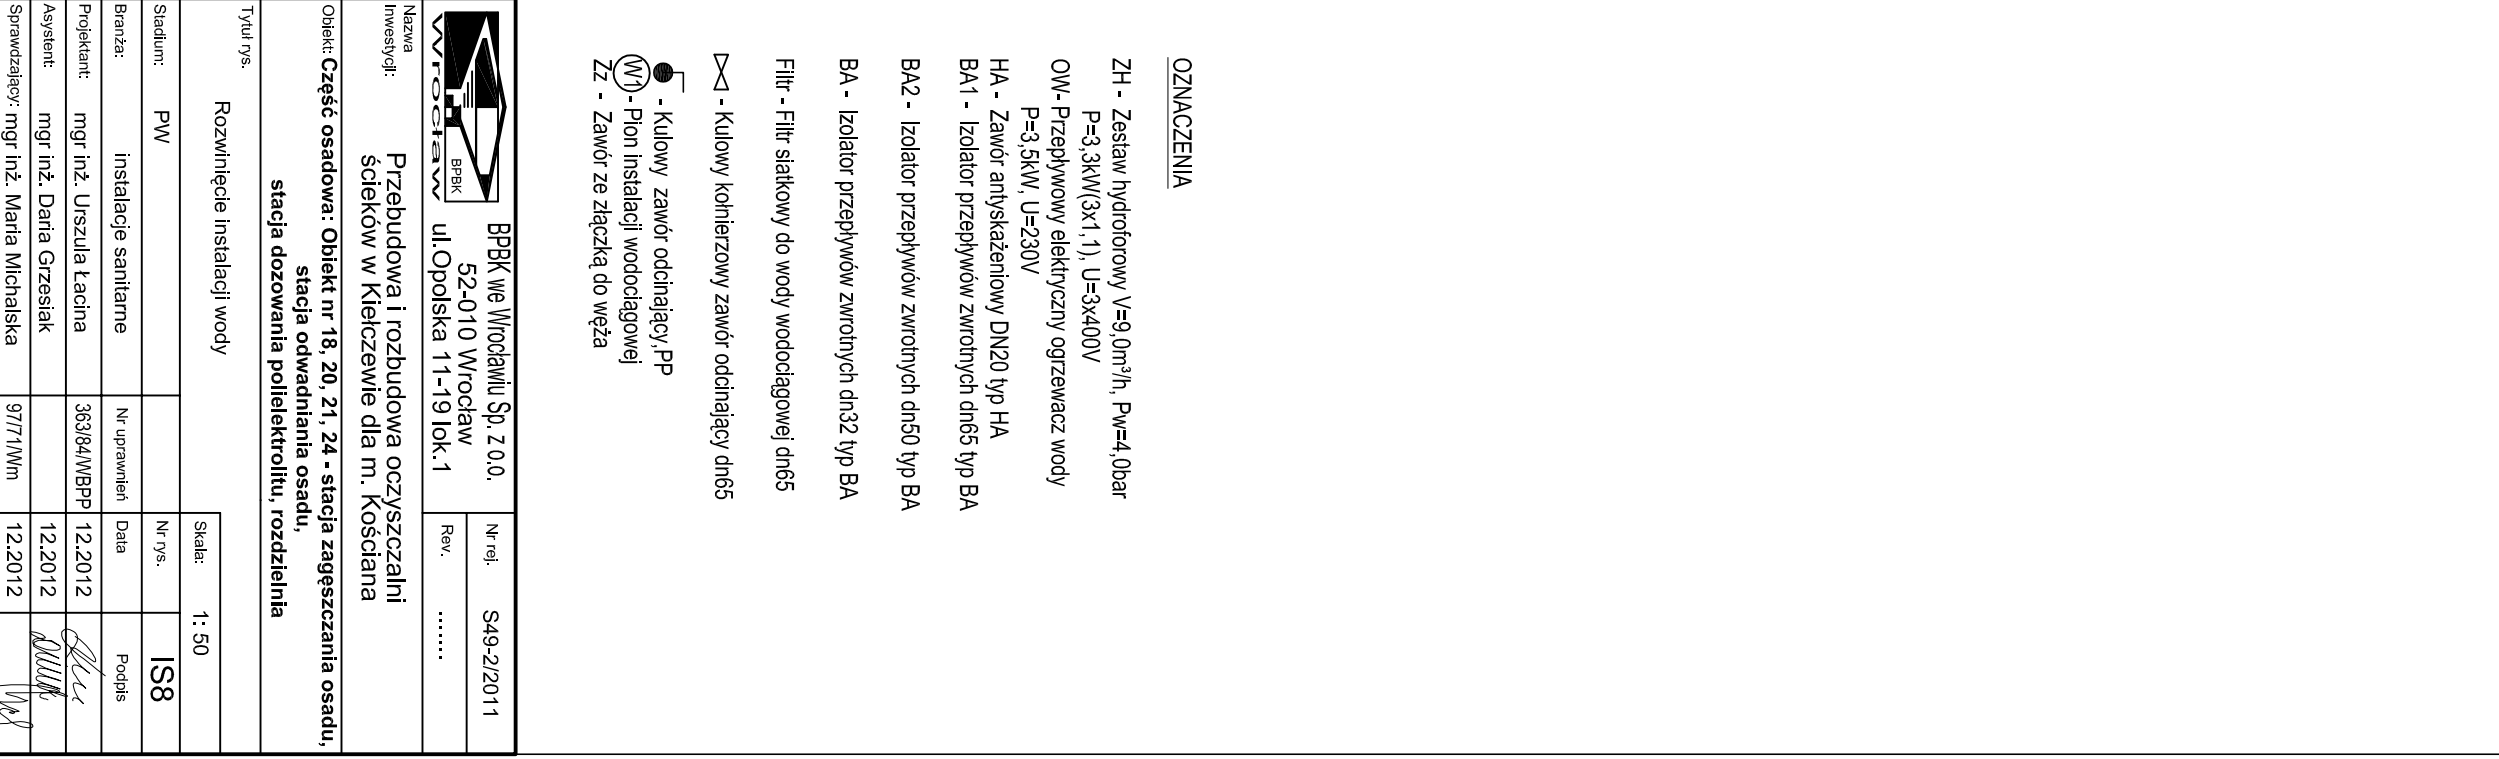 OZNACZENIA
ZH - Zestaw hydroforowy V=9,0m³/h, Pw=4,0bar
P=3,3kW(3x1,1), U=3x400V
OW- Przepływowy elektryczny ogrzewacz wody
P=3,5kW, U=230V
HA - Zawór antyskażeniowy DN20 typ HA
BA1 - Izolator przepływów zwrotnych dn65 typ BA
BA2 - Izolator przepływów zwrotnych dn50 typ BA
BA - Izolator przepływów zwrotnych dn32 typ BA
Filtr - Filtr siatkowy do wody wodociągowej dn65
- Kulowy kołnierzowy zawór odcinający dn65
- Kulowy zawór odcinający,PP
W1 - Pion instalacji wodociągowej
Zz - Zawór ze złączką do węża
BPBK
Wrocław
BPBK we Wrocławiu Sp. z o.o.
52-010 Wrocław
ul.Opolska 11-19 lok.1
Nr rej.
S49-2/2011
Rev.
........
Nazwa
Inwestycji:
Przebudowa i rozbudowa oczyszczalni
ścieków w Kiełczewie dla m. Kościana
Obiekt: Część osadowa: Obiekt nr 18, 20, 21, 24 - stacja zagęszczania osadu,
stacja odwadniania osadu,
stacja dozowania polielektrolitu, rozdzielnia
Tytuł rys.
Rozwinięcie instalacji wody
Skala: 1: 50
Stadium: PW
Nr rys. IS8
Branża: instalacje sanitarne
Nr uprawnień
Data
Podpis
Projektant: mgr inż. Urszula Łacina 363/84/WBPP 12.2012
Asystent: mgr inż. Daria Grzesiak 12.2012
Sprawdzający: mgr inż. Maria Michalska 97/71/Wm 12.2012